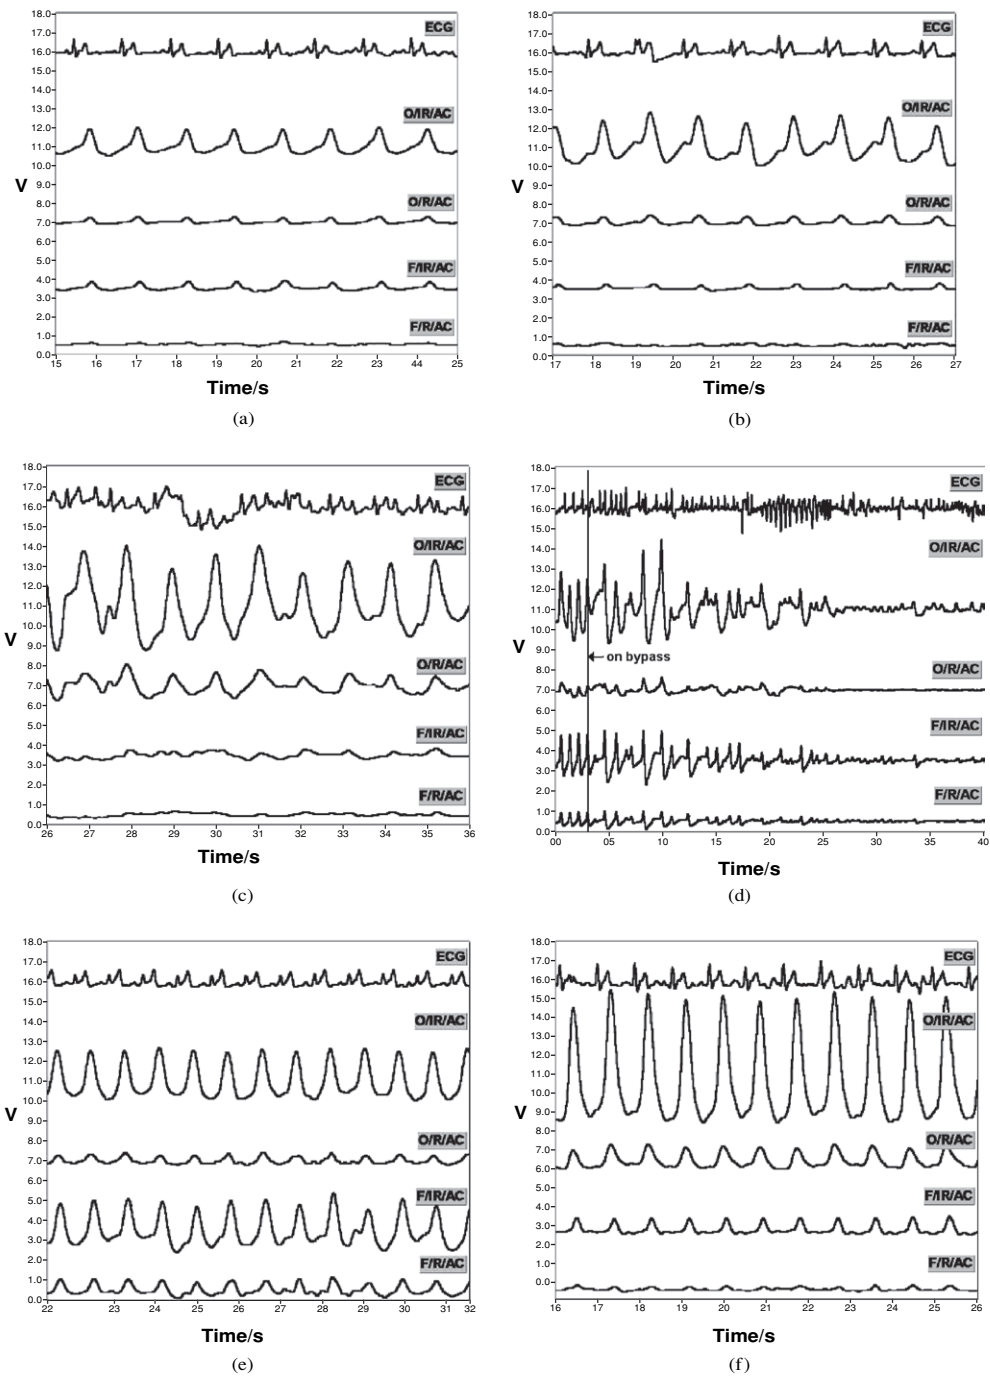 18.0
17.0
16.0
15.0
14.0
13.0
12.0
11.0
10.0
9.0
8.0
7.0
6.0
5.0
4.0
3.0
2.0
1.0
0.0
V
ECG
O/IR/AC
O/R/AC
F/IR/AC
F/R/AC
15 16 17 18 19 20 21 22 23 44 25
Time/s
(a)
18.0
17.0
16.0
15.0
14.0
13.0
12.0
11.0
10.0
9.0
8.0
7.0
6.0
5.0
4.0
3.0
2.0
1.0
0.0
V
ECG
O/IR/AC
O/R/AC
F/IR/AC
F/R/AC
17 18 19 20 21 22 23 24 25 26 27
Time/s
(b)
18.0
17.0
16.0
15.0
14.0
13.0
12.0
11.0
10.0
9.0
8.0
7.0
6.0
5.0
4.0
3.0
2.0
1.0
0.0
V
ECG
O/IR/AC
O/R/AC
F/IR/AC
F/R/AC
26 27 28 29 30 31 32 33 34 35 36
Time/s
(c)
18.0
17.0
16.0
15.0
14.0
13.0
12.0
11.0
10.0
9.0
8.0
7.0
6.0
5.0
4.0
3.0
2.0
1.0
0.0
V
ECG
O/IR/AC
on bypass
O/R/AC
F/IR/AC
F/R/AC
00 05 10 15 20 25 30 35 40
Time/s
(d)
18.0
17.0
16.0
15.0
14.0
13.0
12.0
11.0
10.0
9.0
8.0
7.0
6.0
5.0
4.0
3.0
2.0
1.0
0.0
V
ECG
O/IR/AC
O/R/AC
F/IR/AC
F/R/AC
22 23 24 25 26 27 28 29 30 31 32
Time/s
(e)
18.0
17.0
16.0
15.0
14.0
13.0
12.0
11.0
10.0
9.0
8.0
7.0
6.0
5.0
4.0
3.0
2.0
1.0
0.0
V
ECG
O/IR/AC
O/R/AC
F/IR/AC
F/R/AC
16 17 18 19 20 21 22 23 24 25 26
Time/s
(f)